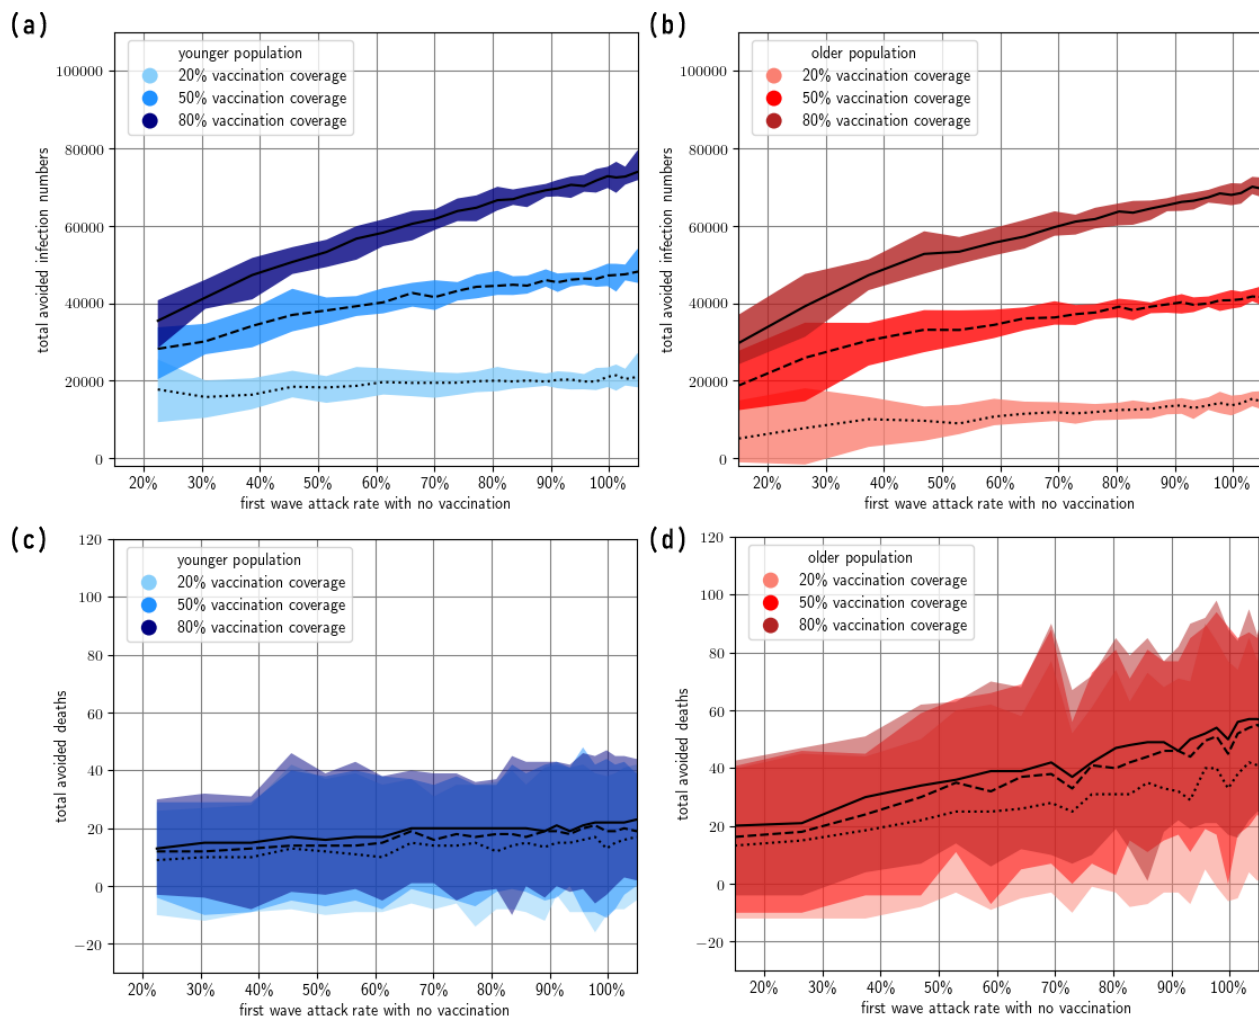 (a)
younger population
20% vaccination coverage
50% vaccination coverage
80% vaccination coverage
100000
80000
60000
40000
20000
0
total avoided infection numbers
20% 30% 40% 50% 60% 70% 80% 90% 100%
first wave attack rate with no vaccination
(b)
older population
20% vaccination coverage
50% vaccination coverage
80% vaccination coverage
100000
80000
60000
40000
20000
0
total avoided infection numbers
20% 30% 40% 50% 60% 70% 80% 90% 100%
first wave attack rate with no vaccination
(c)
younger population
20% vaccination coverage
50% vaccination coverage
80% vaccination coverage
120
100
80
60
40
20
0
−20
total avoided deaths
20% 30% 40% 50% 60% 70% 80% 90% 100%
first wave attack rate with no vaccination
(d)
older population
20% vaccination coverage
50% vaccination coverage
80% vaccination coverage
120
100
80
60
40
20
0
−20
total avoided deaths
20% 30% 40% 50% 60% 70% 80% 90% 100%
first wave attack rate with no vaccination